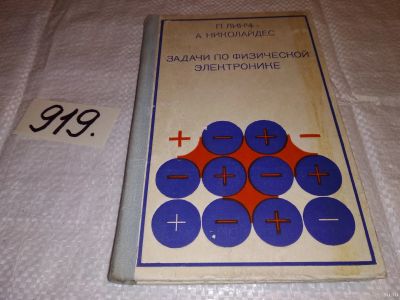 П. ЛИНЧ
А. НИКОЛАЙДЕС
ЗАДАЧИ ПО ФИЗИЧЕСКОЙ
ЭЛЕКТРОНИКЕ
919.
+ - + -
- + - +
+ - + -